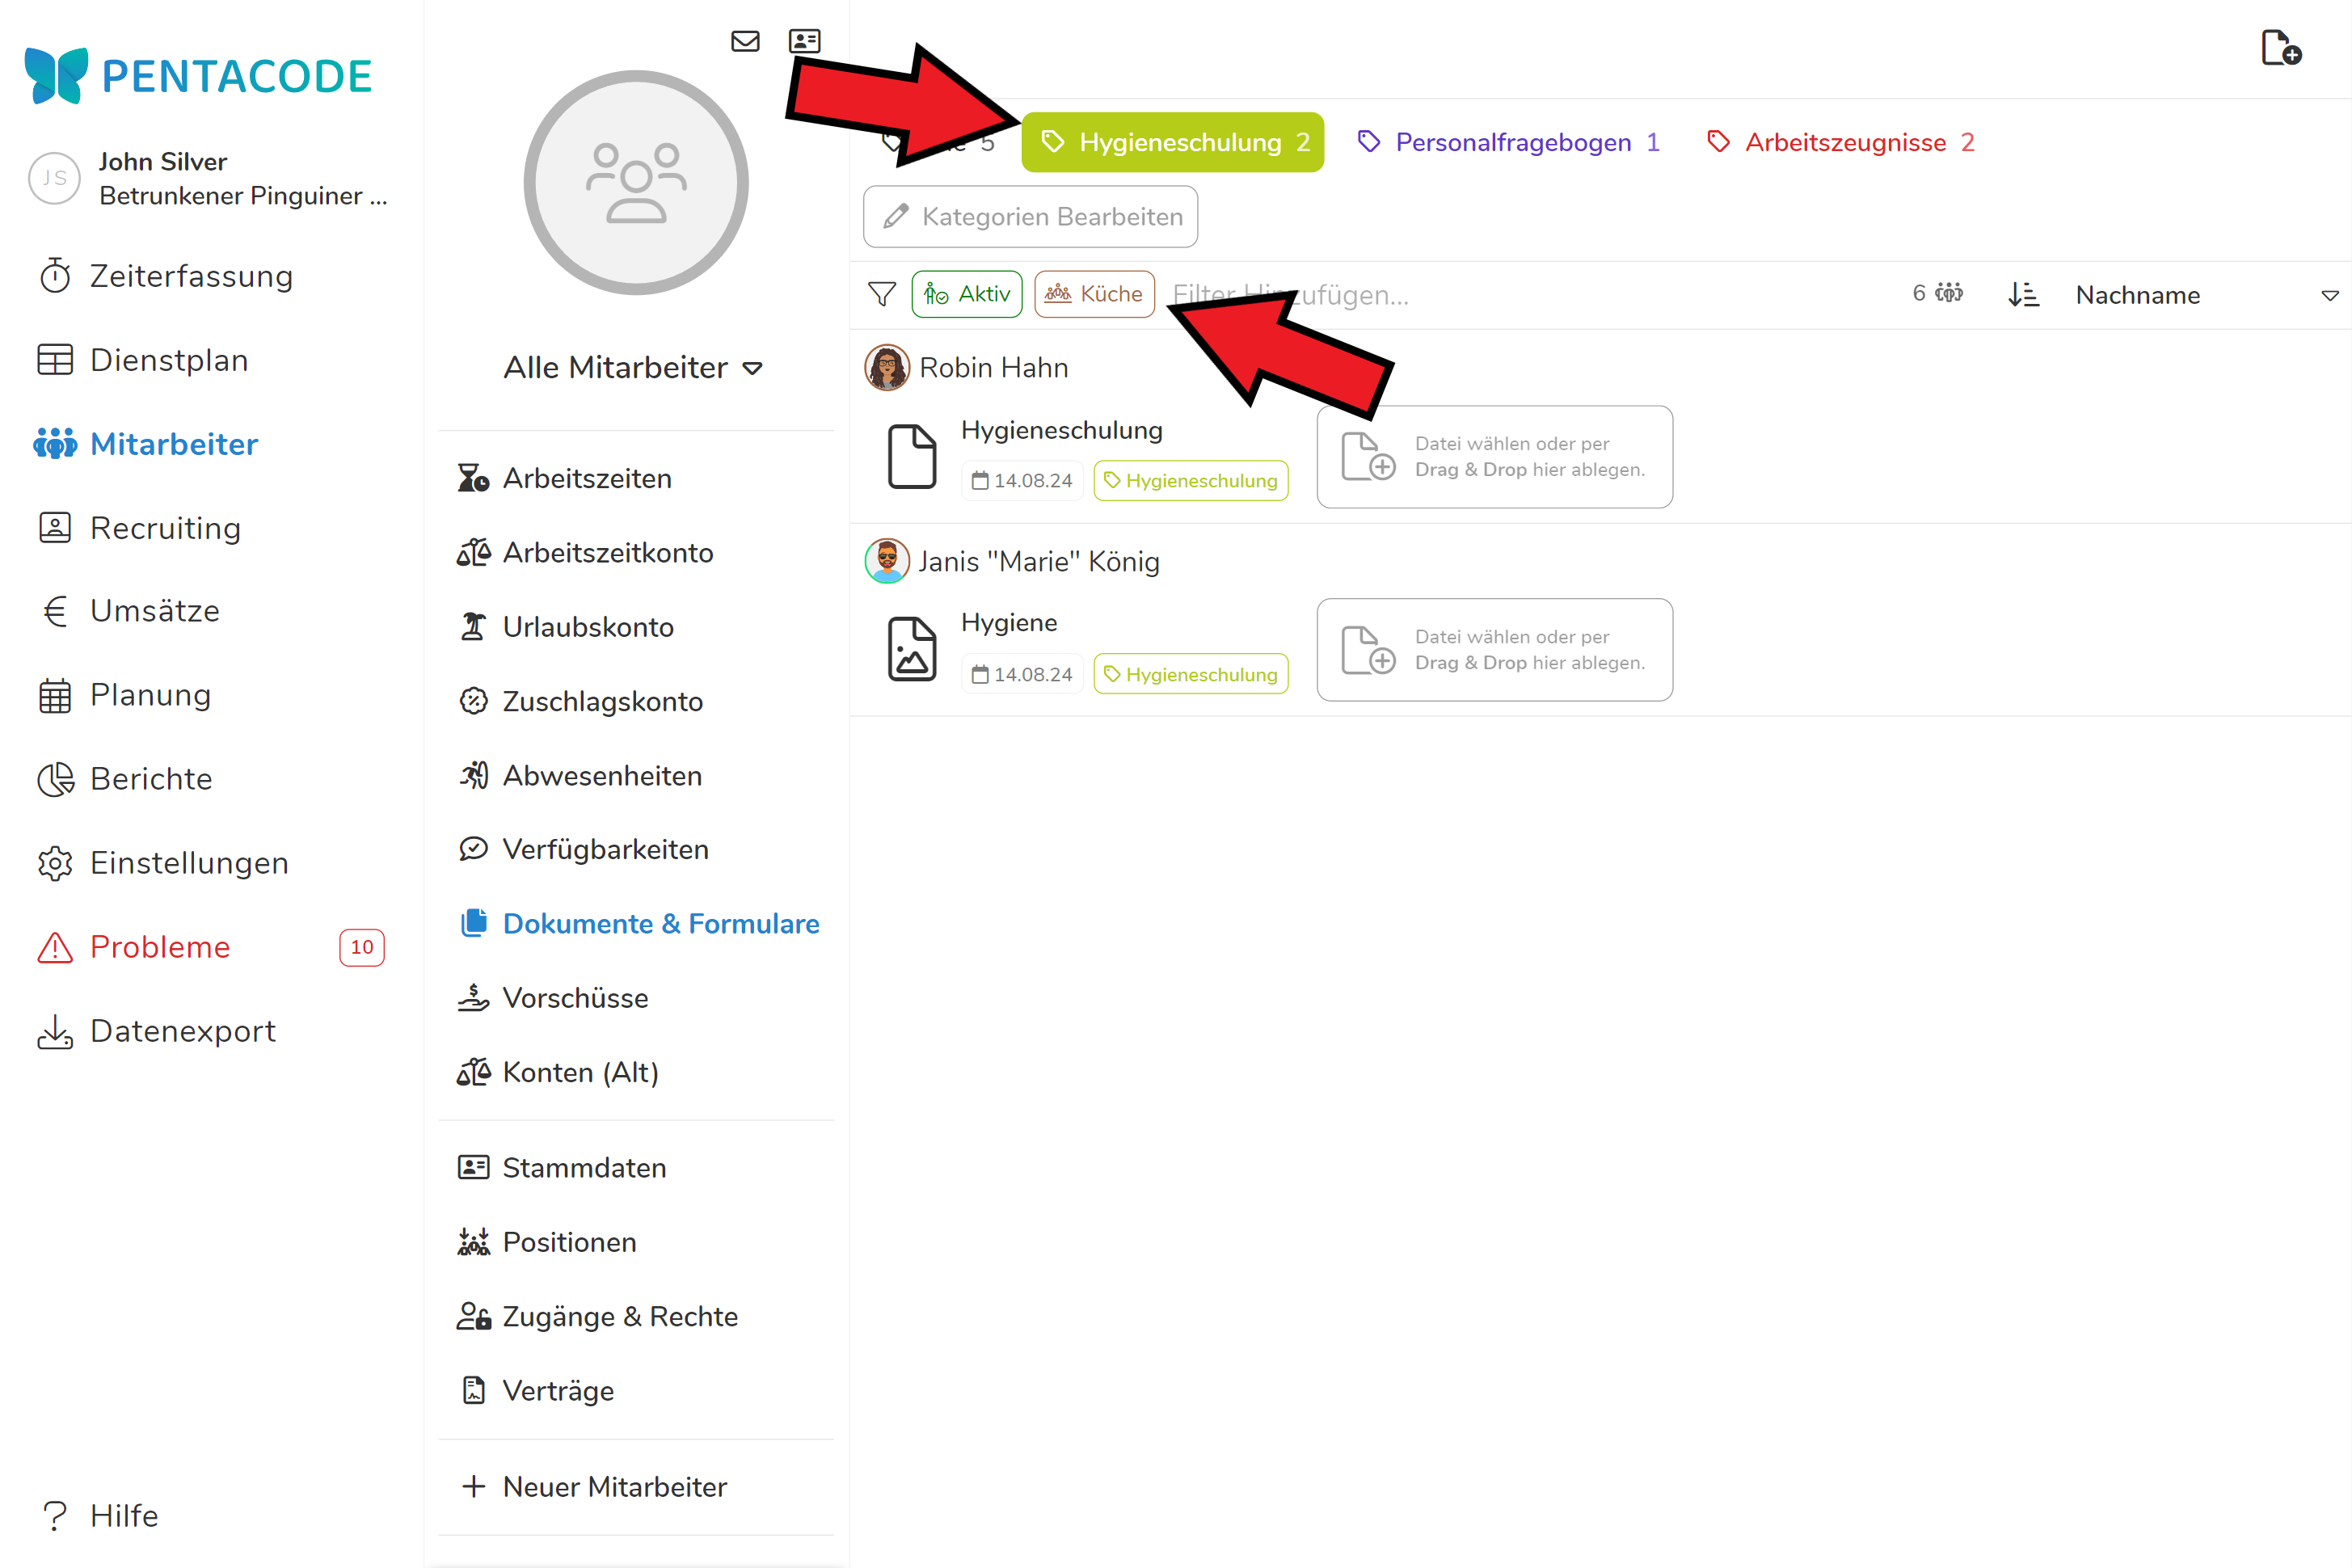 PENTACODE
JS
John Silver
Betrunkener Pinguiner ...
Zeiterfassung
Dienstplan
Mitarbeiter
Recruiting
Umsätze
Planung
Berichte
Einstellungen
Probleme 10
Datenexport
Hilfe
Alle Mitarbeiter
Arbeitszeiten
Arbeitszeitkonto
Urlaubskonto
Zuschlagskonto
Abwesenheiten
Verfügbarkeiten
Dokumente & Formulare
Vorschüsse
Konten (Alt)
Stammdaten
Positionen
Zugänge & Rechte
Verträge
Neuer Mitarbeiter
5 Hygieneschulung 2 Personalfragebogen 1 Arbeitszeugnisse 2
Kategorien Bearbeiten
Aktiv Küche Filter Hinzufügen... 6 Nachname
Robin Hahn
Hygieneschulung
14.08.24 Hygieneschulung
Datei wählen oder per
Drag & Drop hier ablegen.
Janis "Marie" König
Hygiene
14.08.24 Hygieneschulung
Datei wählen oder per
Drag & Drop hier ablegen.